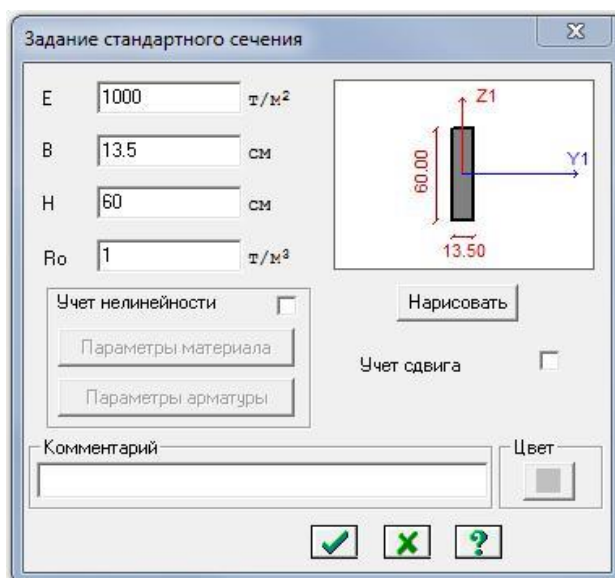 Задание стандартного сечения
E 1000 т/м²
B 13.5 см
H 60 см
Ro 1 т/м³
Z1
Y1
60.00
13.50
Учет нелинейности
Параметры материала
Параметры арматуры
Нарисовать
Учет сдвига
Комментарий
Цвет
?